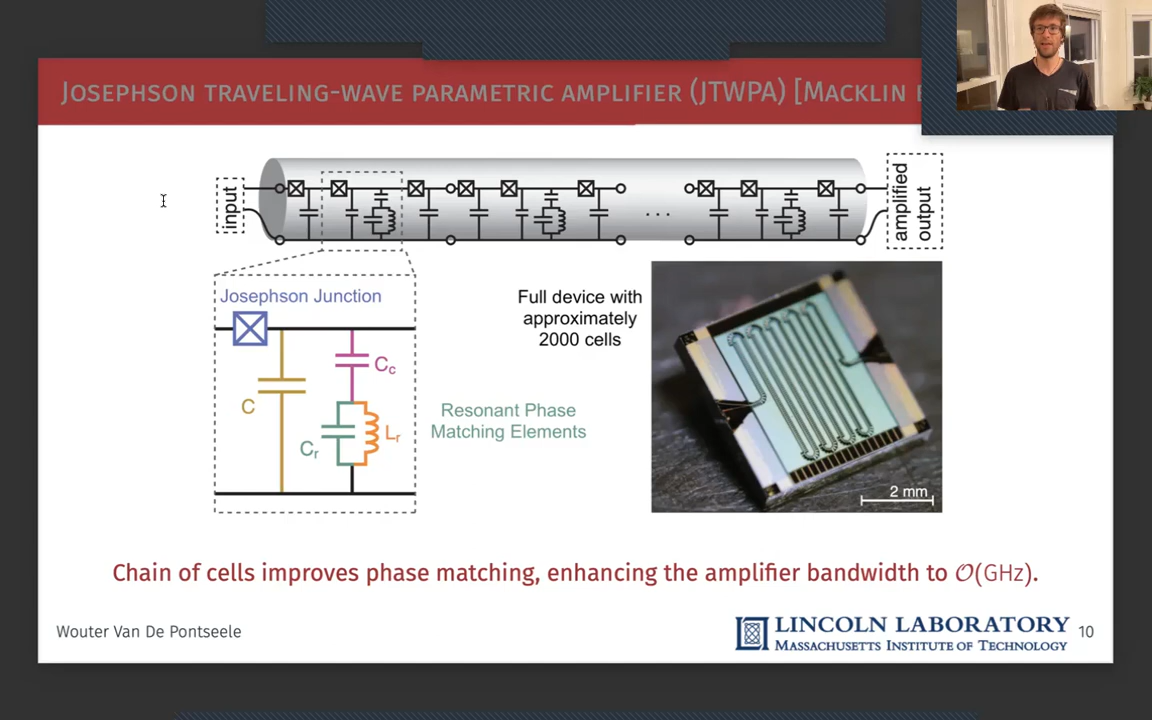 JOSEPHSON TRAVELING-WAVE PARAMETRIC AMPLIFIER (JTWPA) [MACKLIN
input
amplified
output
...
Josephson Junction
C
Cc
Cr
Lr
Resonant Phase
Matching Elements
Full device with
approximately
2000 cells
2 mm
Chain of cells improves phase matching, enhancing the amplifier bandwidth to 𝒪(GHz).
Wouter Van De Pontseele
LINCOLN LABORATORY
MASSACHUSETTS INSTITUTE OF TECHNOLOGY
10